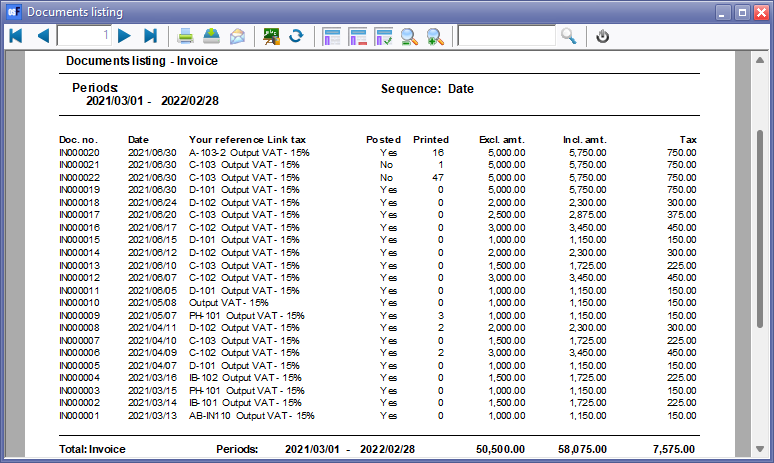 Documents listing
1
Documents listing - Invoice
Periods:
2021/03/01 - 2022/02/28
Sequence: Date
Doc. no. Date Your reference Link tax Posted Printed Excl. amt. Incl. amt. Tax
IN000020 2021/06/30 A-103-2 Output VAT - 15% Yes 16 5,000.00 5,750.00 750.00
IN000021 2021/06/30 C-103 Output VAT - 15% No 1 5,000.00 5,750.00 750.00
IN000022 2021/06/30 C-103 Output VAT - 15% No 47 5,000.00 5,750.00 750.00
IN000019 2021/06/30 D-101 Output VAT - 15% Yes 0 5,000.00 5,750.00 750.00
IN000018 2021/06/24 D-102 Output VAT - 15% Yes 0 2,000.00 2,300.00 300.00
IN000017 2021/06/20 C-103 Output VAT - 15% Yes 0 2,500.00 2,875.00 375.00
IN000016 2021/06/17 C-102 Output VAT - 15% Yes 0 3,000.00 3,450.00 450.00
IN000015 2021/06/15 D-101 Output VAT - 15% Yes 0 1,000.00 1,150.00 150.00
IN000014 2021/06/12 D-102 Output VAT - 15% Yes 0 2,000.00 2,300.00 300.00
IN000013 2021/06/10 C-103 Output VAT - 15% Yes 0 1,500.00 1,725.00 225.00
IN000012 2021/06/07 C-102 Output VAT - 15% Yes 0 3,000.00 3,450.00 450.00
IN000011 2021/06/05 D-101 Output VAT - 15% Yes 0 1,000.00 1,150.00 150.00
IN000010 2021/05/08 Output VAT - 15% Yes 0 1,000.00 1,150.00 150.00
IN000009 2021/05/07 PH-101 Output VAT - 15% Yes 3 1,000.00 1,150.00 150.00
IN000008 2021/04/11 D-102 Output VAT - 15% Yes 2 2,000.00 2,300.00 300.00
IN000007 2021/04/10 C-103 Output VAT - 15% Yes 0 1,500.00 1,725.00 225.00
IN000006 2021/04/09 C-102 Output VAT - 15% Yes 2 3,000.00 3,450.00 450.00
IN000005 2021/04/07 D-101 Output VAT - 15% Yes 0 1,000.00 1,150.00 150.00
IN000004 2021/03/16 IB-102 Output VAT - 15% Yes 0 1,500.00 1,725.00 225.00
IN000003 2021/03/15 PH-101 Output VAT - 15% Yes 0 1,000.00 1,150.00 150.00
IN000002 2021/03/14 IB-101 Output VAT - 15% Yes 0 1,500.00 1,725.00 225.00
IN000001 2021/03/13 AB-IN110 Output VAT - 15% Yes 0 1,000.00 1,150.00 150.00
Total: Invoice Periods: 2021/03/01 - 2022/02/28 50,500.00 58,075.00 7,575.00